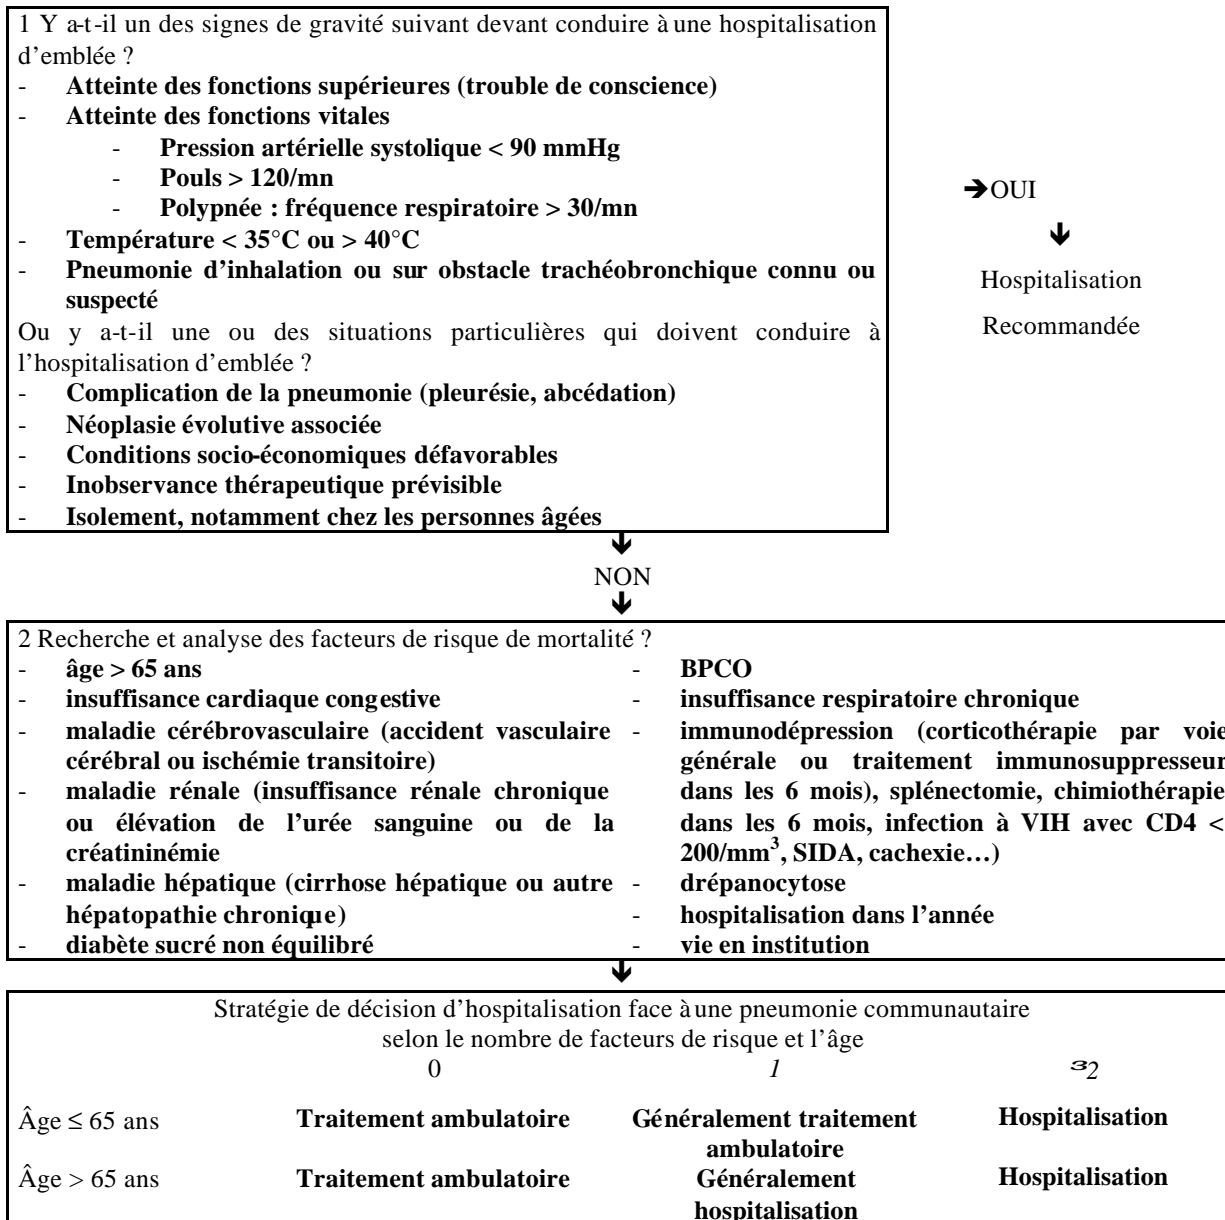 1 Y a-t-il un des signes de gravité suivant devant conduire à une hospitalisation
d’emblée ?
- Atteinte des fonctions supérieures (trouble de conscience)
- Atteinte des fonctions vitales
- Pression artérielle systolique < 90 mmHg
- Pouls > 120/mn
- Polypnée : fréquence respiratoire > 30/mn
- Température < 35°C ou > 40°C
- Pneumonie d’inhalation ou sur obstacle trachéobronchique connu ou
suspecté
Ou y a-t-il une ou des situations particulières qui doivent conduire à
l’hospitalisation d’emblée ?
- Complication de la pneumonie (pleurésie, abcédation)
- Néoplasie évolutive associée
- Conditions socio-économiques défavorables
- Inobservance thérapeutique prévisible
- Isolement, notamment chez les personnes âgées
➔OUI
Hospitalisation
Recommandée
NON
2 Recherche et analyse des facteurs de risque de mortalité ?
- âge > 65 ans
- insuffisance cardiaque congestive
- maladie cérébrovasculaire (accident vasculaire
cérébral ou ischémie transitoire)
- maladie rénale (insuffisance rénale chronique
ou élévation de l’urée sanguine ou de la
créatininémie
- maladie hépatique (cirrhose hépatique ou autre
hépatopathie chronique)
- diabète sucré non équilibré
- BPCO
- insuffisance respiratoire chronique
- immunodépression (corticothérapie par voie
générale ou traitement immunosuppresseur
dans les 6 mois), splénectomie, chimiothérapie
dans les 6 mois, infection à VIH avec CD4 <
200/mm³, SIDA, cachexie…)
- drépanocytose
- hospitalisation dans l’année
- vie en institution
Stratégie de décision d’hospitalisation face à une pneumonie communautaire
selon le nombre de facteurs de risque et l’âge
0 1 ³2
Âge ≤ 65 ans Traitement ambulatoire Généralement traitement Hospitalisation
ambulatoire
Âge > 65 ans Traitement ambulatoire Généralement Hospitalisation
hospitalisation